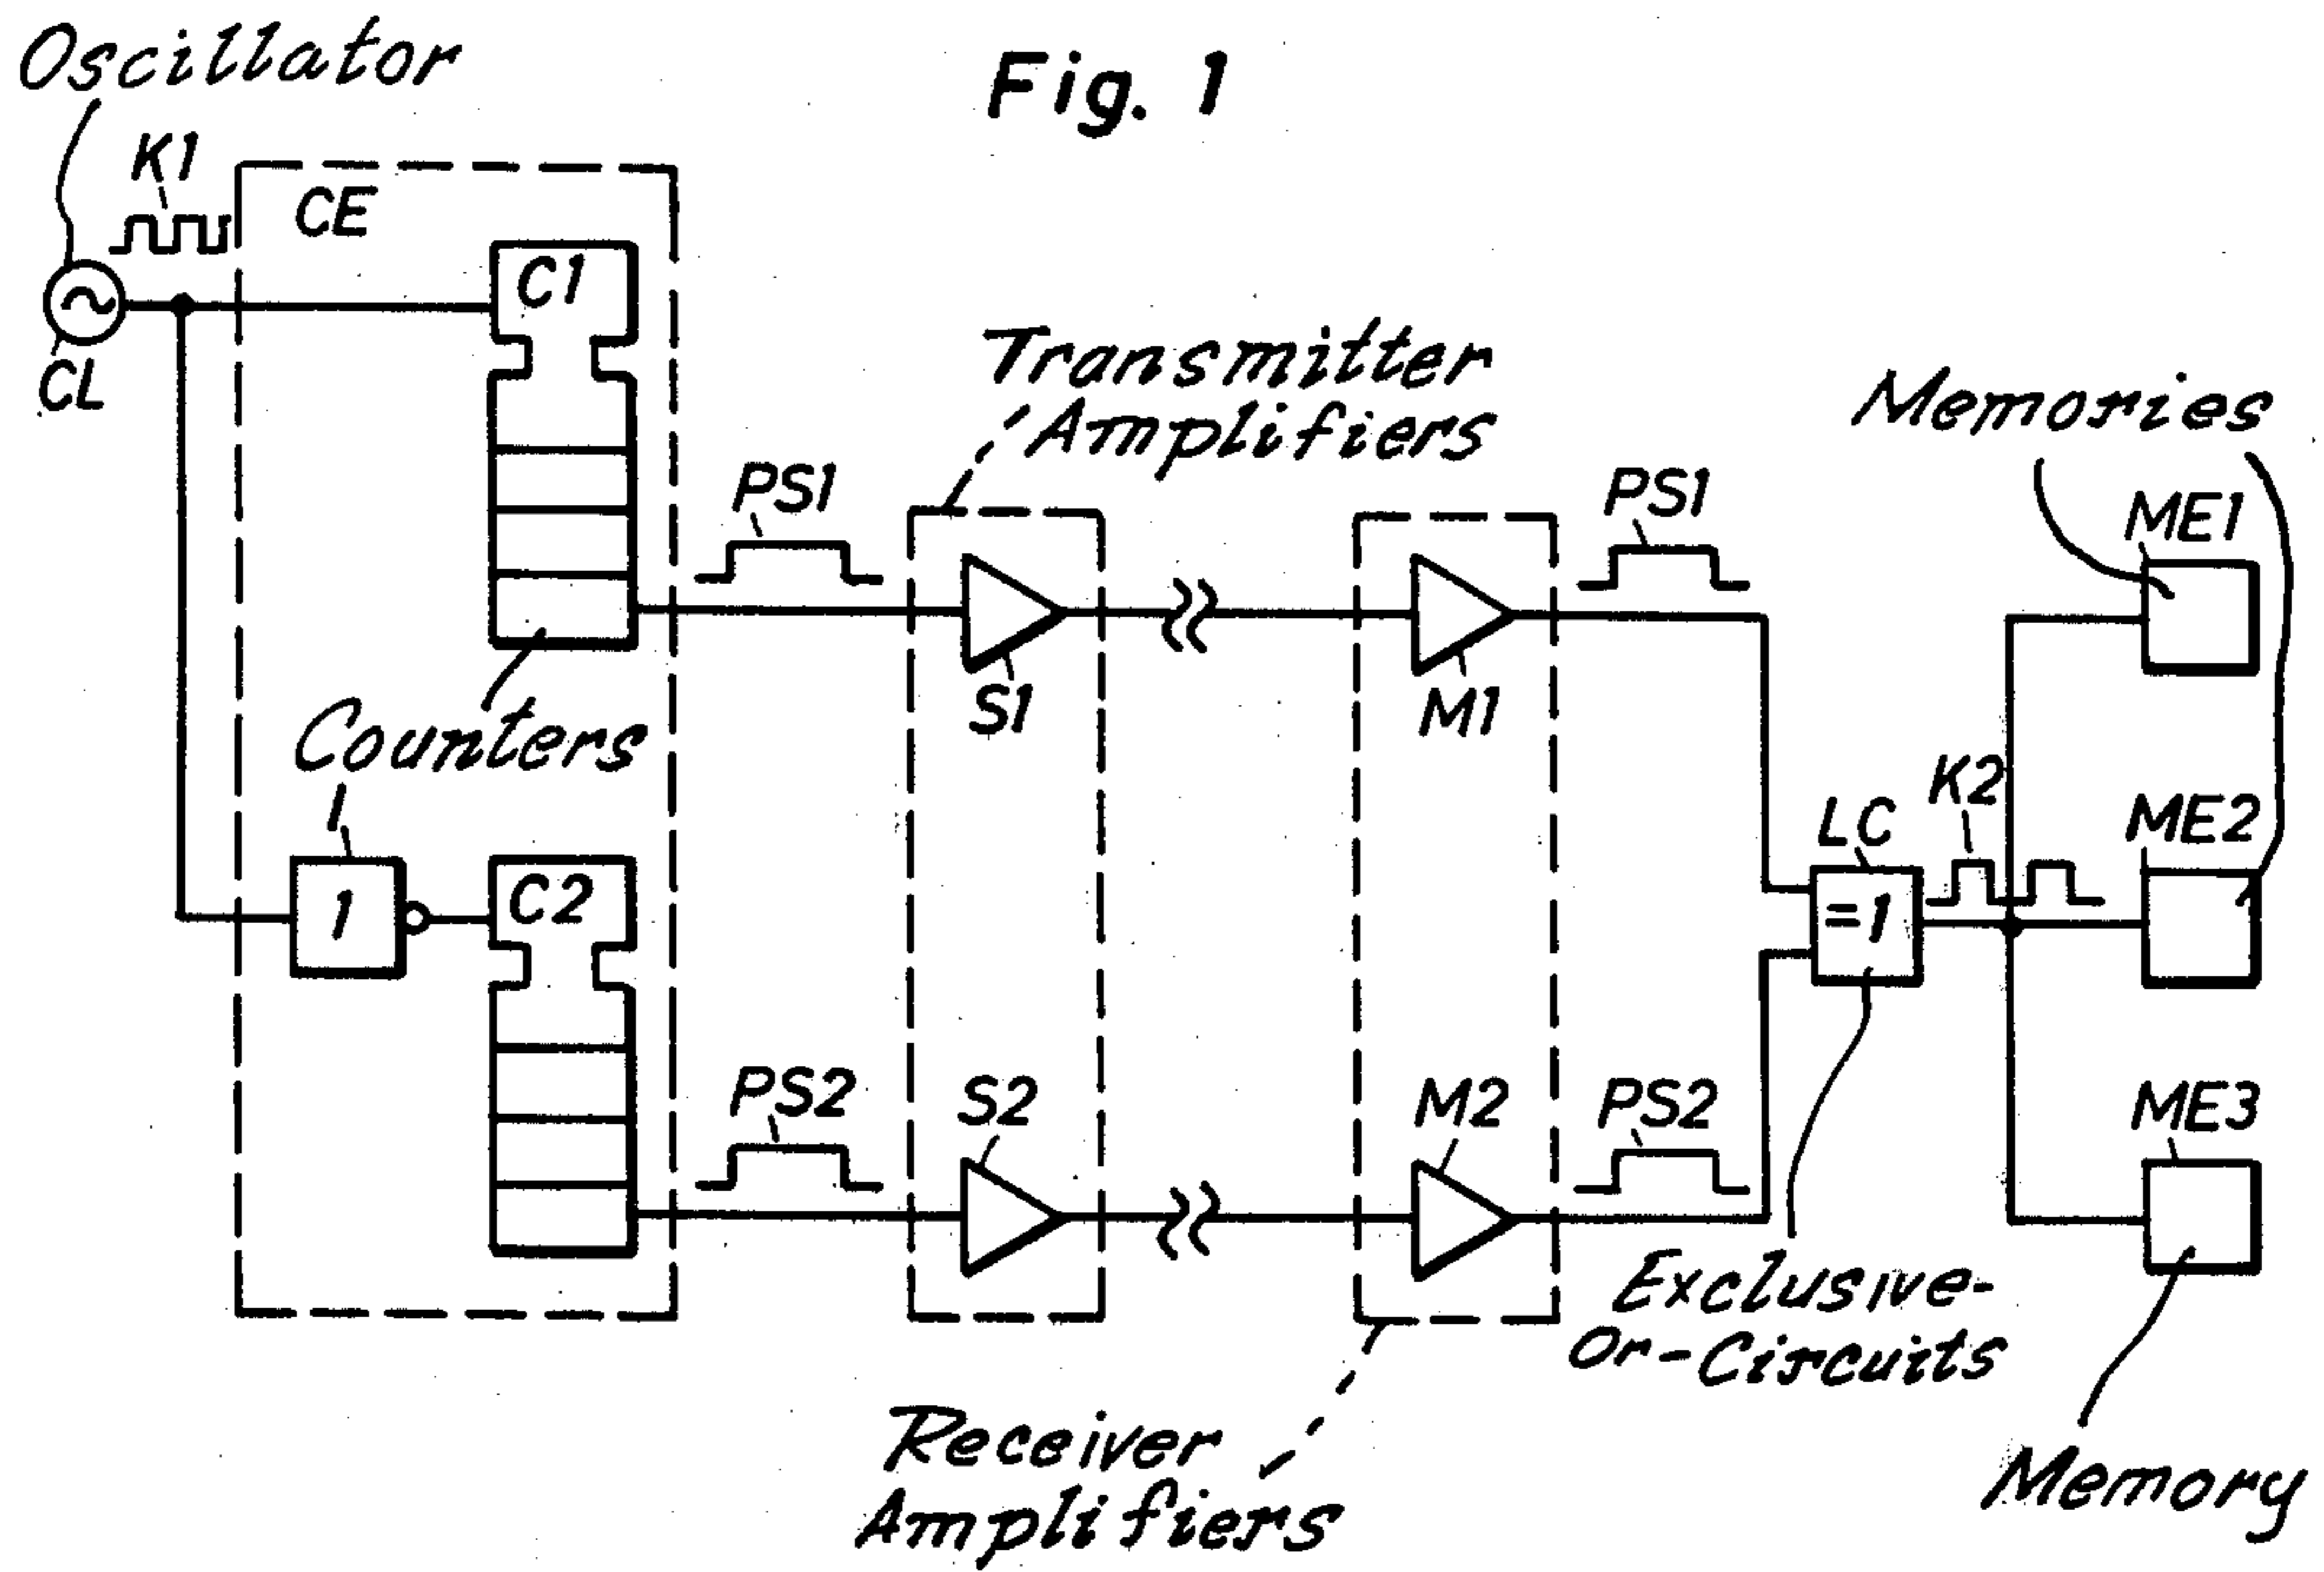 Oscillator
Fig. 1
K1
CE
C1
CL
Transmitter
Amplifiers
Memories
PS1
PS1
ME1
S1
M1
Counters
K2
I
LC
ME2
1
C2
=1
PS2
S2
M2
PS2
ME3
Exclusive-
Or-Circuits
Receiver
Amplifiers
Memory